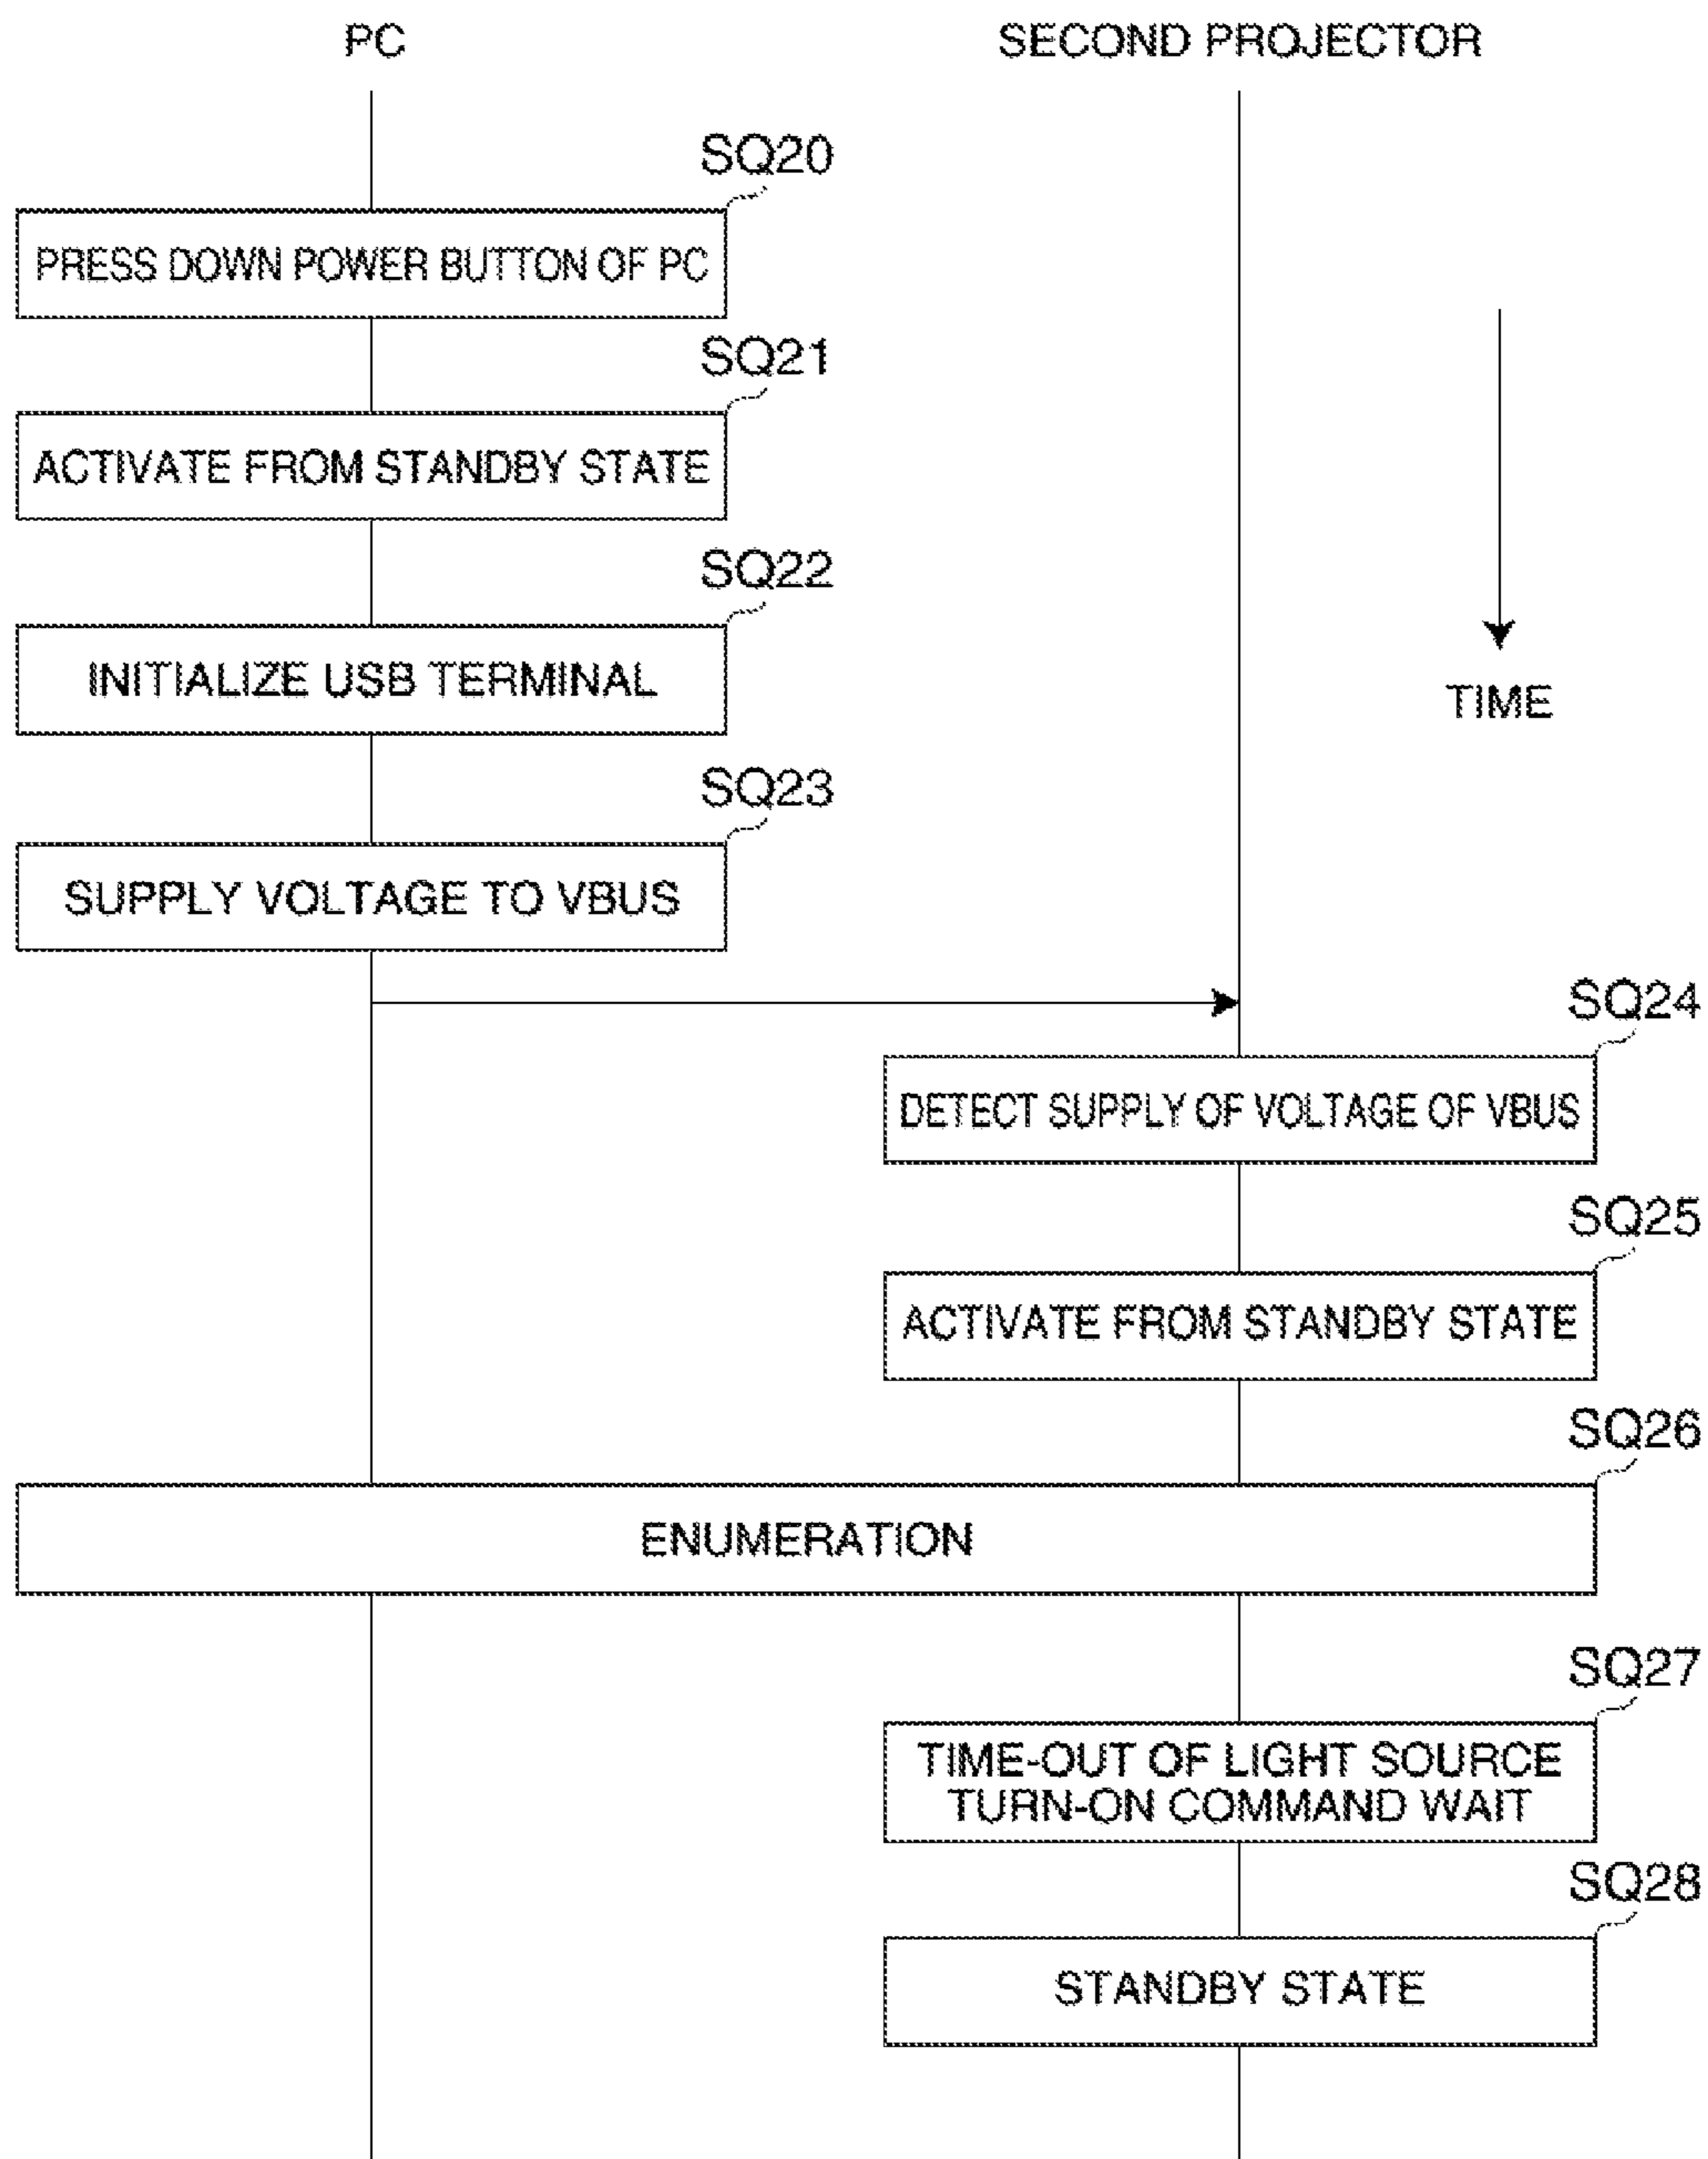 PC
SECOND PROJECTOR
SQ20
PRESS DOWN POWER BUTTON OF PC
SQ21
ACTIVATE FROM STANDBY STATE
SQ22
INITIALIZE USB TERMINAL
TIME
SQ23
SUPPLY VOLTAGE TO VBUS
SQ24
DETECT SUPPLY OF VOLTAGE OF VBUS
SQ25
ACTIVATE FROM STANDBY STATE
SQ26
ENUMERATION
SQ27
TIME-OUT OF LIGHT SOURCE
TURN-ON COMMAND WAIT
SQ28
STANDBY STATE